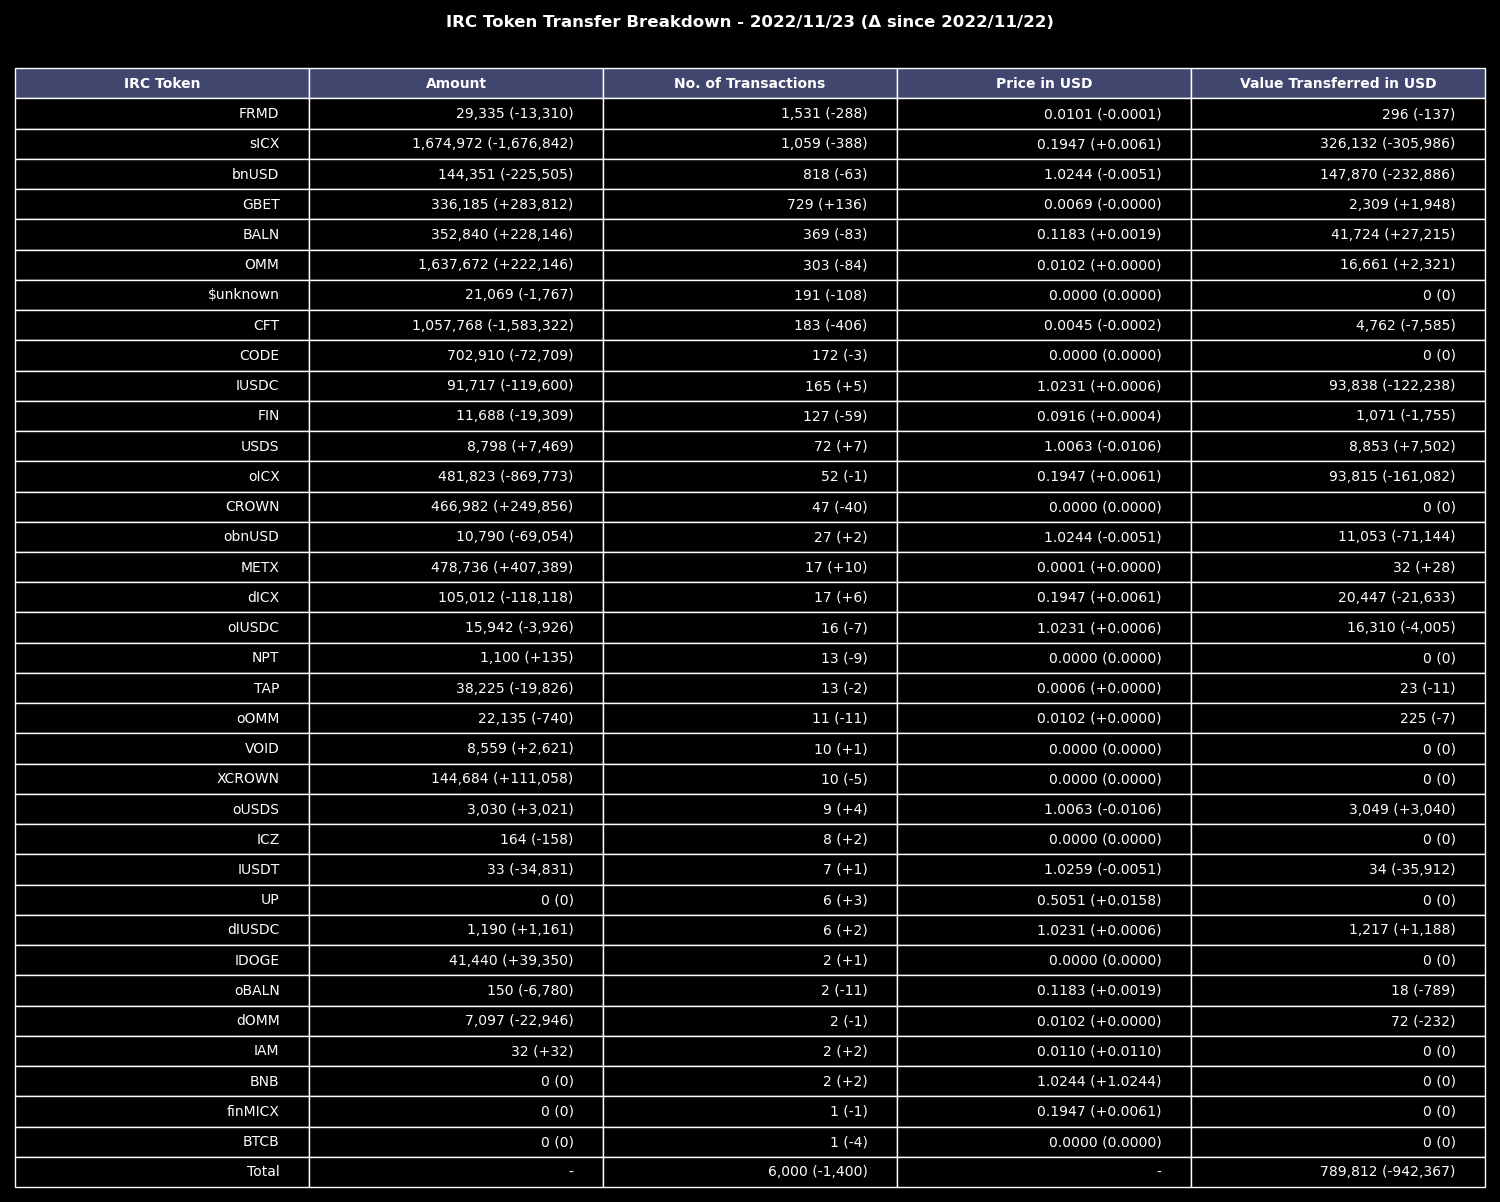 IRC Token Transfer Breakdown - 2022/11/23 (Δ since 2022/11/22)
IRC Token Amount No. of Transactions Price in USD Value Transferred in USD
FRMD 29,335 (-13,310) 1,531 (-288) 0.0101 (-0.0001) 296 (-137)
sICX 1,674,972 (-1,676,842) 1,059 (-388) 0.1947 (+0.0061) 326,132 (-305,986)
bnUSD 144,351 (-225,505) 818 (-63) 1.0244 (-0.0051) 147,870 (-232,886)
GBET 336,185 (+283,812) 729 (+136) 0.0069 (-0.0000) 2,309 (+1,948)
BALN 352,840 (+228,146) 369 (-83) 0.1183 (+0.0019) 41,724 (+27,215)
OMM 1,637,672 (+222,146) 303 (-84) 0.0102 (+0.0000) 16,661 (+2,321)
$unknown 21,069 (-1,767) 191 (-108) 0.0000 (0.0000) 0 (0)
CFT 1,057,768 (-1,583,322) 183 (-406) 0.0045 (-0.0002) 4,762 (-7,585)
CODE 702,910 (-72,709) 172 (-3) 0.0000 (0.0000) 0 (0)
IUSDC 91,717 (-119,600) 165 (+5) 1.0231 (+0.0006) 93,838 (-122,238)
FIN 11,688 (-19,309) 127 (-59) 0.0916 (+0.0004) 1,071 (-1,755)
USDS 8,798 (+7,469) 72 (+7) 1.0063 (-0.0106) 8,853 (+7,502)
oICX 481,823 (-869,773) 52 (-1) 0.1947 (+0.0061) 93,815 (-161,082)
CROWN 466,982 (+249,856) 47 (-40) 0.0000 (0.0000) 0 (0)
obnUSD 10,790 (-69,054) 27 (+2) 1.0244 (-0.0051) 11,053 (-71,144)
METX 478,736 (+407,389) 17 (+10) 0.0001 (+0.0000) 32 (+28)
dICX 105,012 (-118,118) 17 (+6) 0.1947 (+0.0061) 20,447 (-21,633)
oIUSDC 15,942 (-3,926) 16 (-7) 1.0231 (+0.0006) 16,310 (-4,005)
NPT 1,100 (+135) 13 (-9) 0.0000 (0.0000) 0 (0)
TAP 38,225 (-19,826) 13 (-2) 0.0006 (+0.0000) 23 (-11)
oOMM 22,135 (-740) 11 (-11) 0.0102 (+0.0000) 225 (-7)
VOID 8,559 (+2,621) 10 (+1) 0.0000 (0.0000) 0 (0)
XCROWN 144,684 (+111,058) 10 (-5) 0.0000 (0.0000) 0 (0)
oUSDS 3,030 (+3,021) 9 (+4) 1.0063 (-0.0106) 3,049 (+3,040)
ICZ 164 (-158) 8 (+2) 0.0000 (0.0000) 0 (0)
IUSDT 33 (-34,831) 7 (+1) 1.0259 (-0.0051) 34 (-35,912)
UP 0 (0) 6 (+3) 0.5051 (+0.0158) 0 (0)
dIUSDC 1,190 (+1,161) 6 (+2) 1.0231 (+0.0006) 1,217 (+1,188)
IDOGE 41,440 (+39,350) 2 (+1) 0.0000 (0.0000) 0 (0)
oBALN 150 (-6,780) 2 (-11) 0.1183 (+0.0019) 18 (-789)
dOMM 7,097 (-22,946) 2 (-1) 0.0102 (+0.0000) 72 (-232)
IAM 32 (+32) 2 (+2) 0.0110 (+0.0110) 0 (0)
BNB 0 (0) 2 (+2) 1.0244 (+1.0244) 0 (0)
finMICX 0 (0) 1 (-1) 0.1947 (+0.0061) 0 (0)
BTCB 0 (0) 1 (-4) 0.0000 (0.0000) 0 (0)
Total - 6,000 (-1,400) - 789,812 (-942,367)